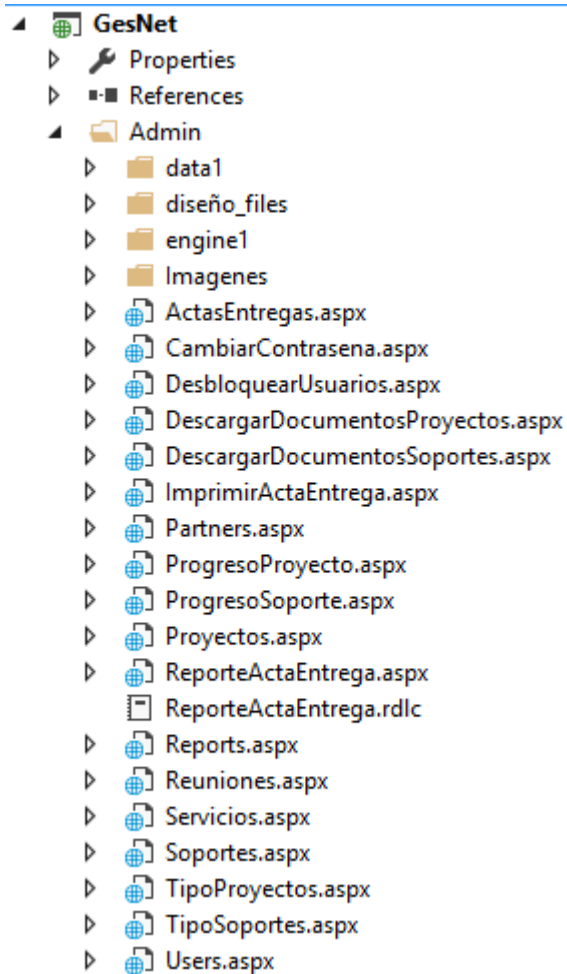 GesNet
Properties
References
Admin
data1
diseño_files
engine1
Imagenes
ActasEntregas.aspx
CambiarContrasena.aspx
DesbloquearUsuarios.aspx
DescargarDocumentosProyectos.aspx
DescargarDocumentosSoportes.aspx
ImprimirActaEntrega.aspx
Partners.aspx
ProgresoProyecto.aspx
ProgresoSoporte.aspx
Proyectos.aspx
ReporteActaEntrega.aspx
ReporteActaEntrega.rdlc
Reports.aspx
Reuniones.aspx
Servicios.aspx
Soportes.aspx
TipoProyectos.aspx
TipoSoportes.aspx
Users.aspx